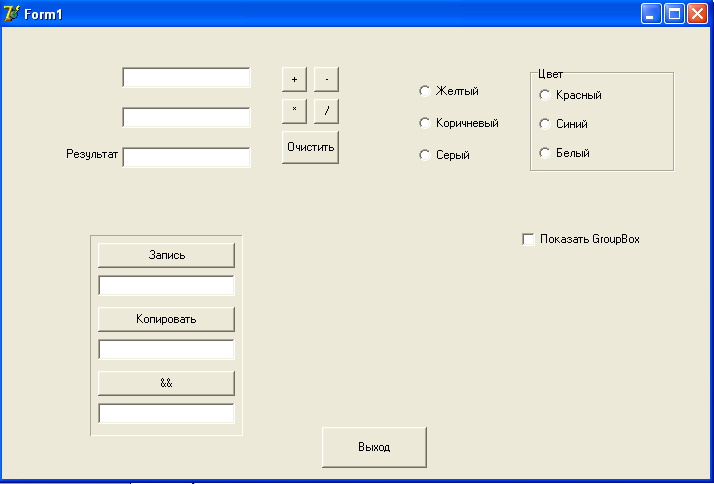 Form1
+ -
* /
Очистить
Результат
Желтый
Коричневый
Серый
Цвет
Красный
Синий
Белый
Показать GroupBox
Запись
Копировать
&&
Выход